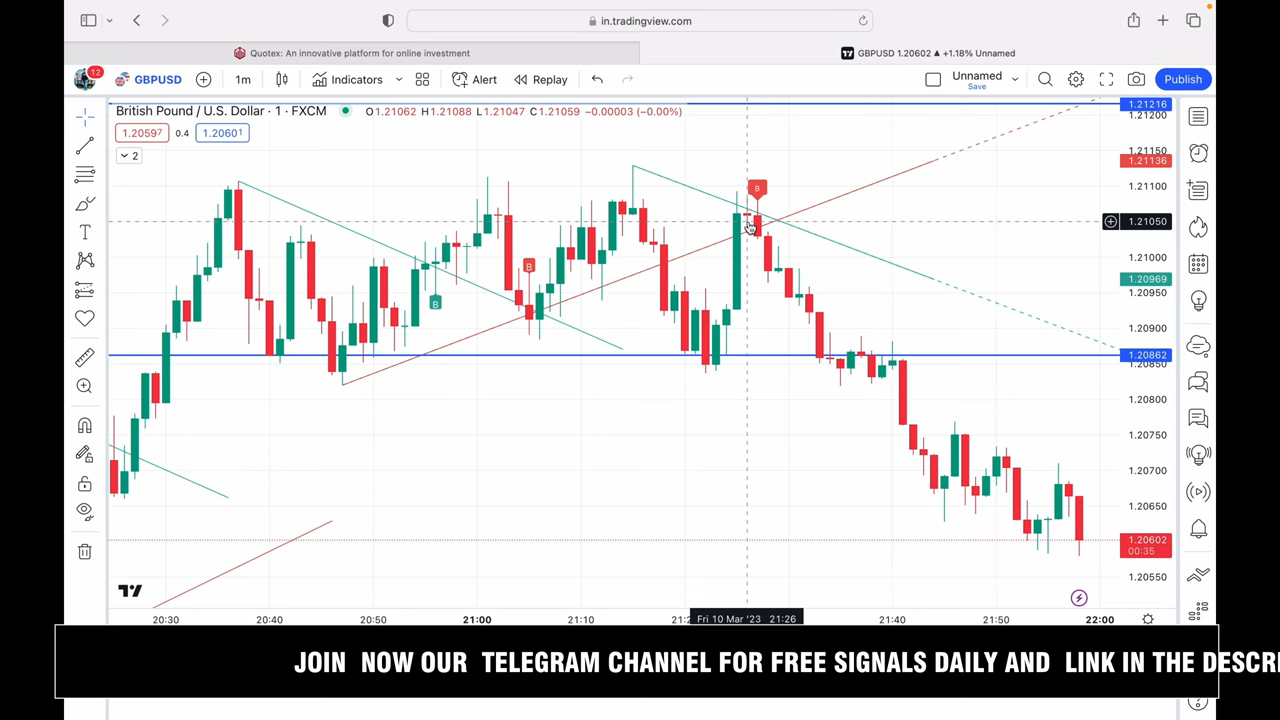 in.tradingview.com
Quotex: An innovative platform for online investment
GBPUSD 1.20602 ▲ +1.18% Unnamed
12
GBPUSD
1m
Indicators
Alert
Replay
Unnamed
Save
Publish
British Pound / U.S. Dollar · 1 · FXCM
O1.21062 H1.21088 L1.21047 C1.21059 −0.00003 (−0.00%)
1.20597
0.4
1.20601
2
B
B
B
1.21216
1.21200
1.21150
1.21136
1.21100
1.21050
1.21000
1.20969
1.20950
1.20900
1.20862
1.20850
1.20800
1.20750
1.20700
1.20650
1.20602
00:35
1.20550
20:30
20:40
20:50
21:00
21:10
Fri 10 Mar '23 21:26
21:40
21:50
22:00
JOIN NOW OUR TELEGRAM CHANNEL FOR FREE SIGNALS DAILY AND LINK IN THE DESCRI